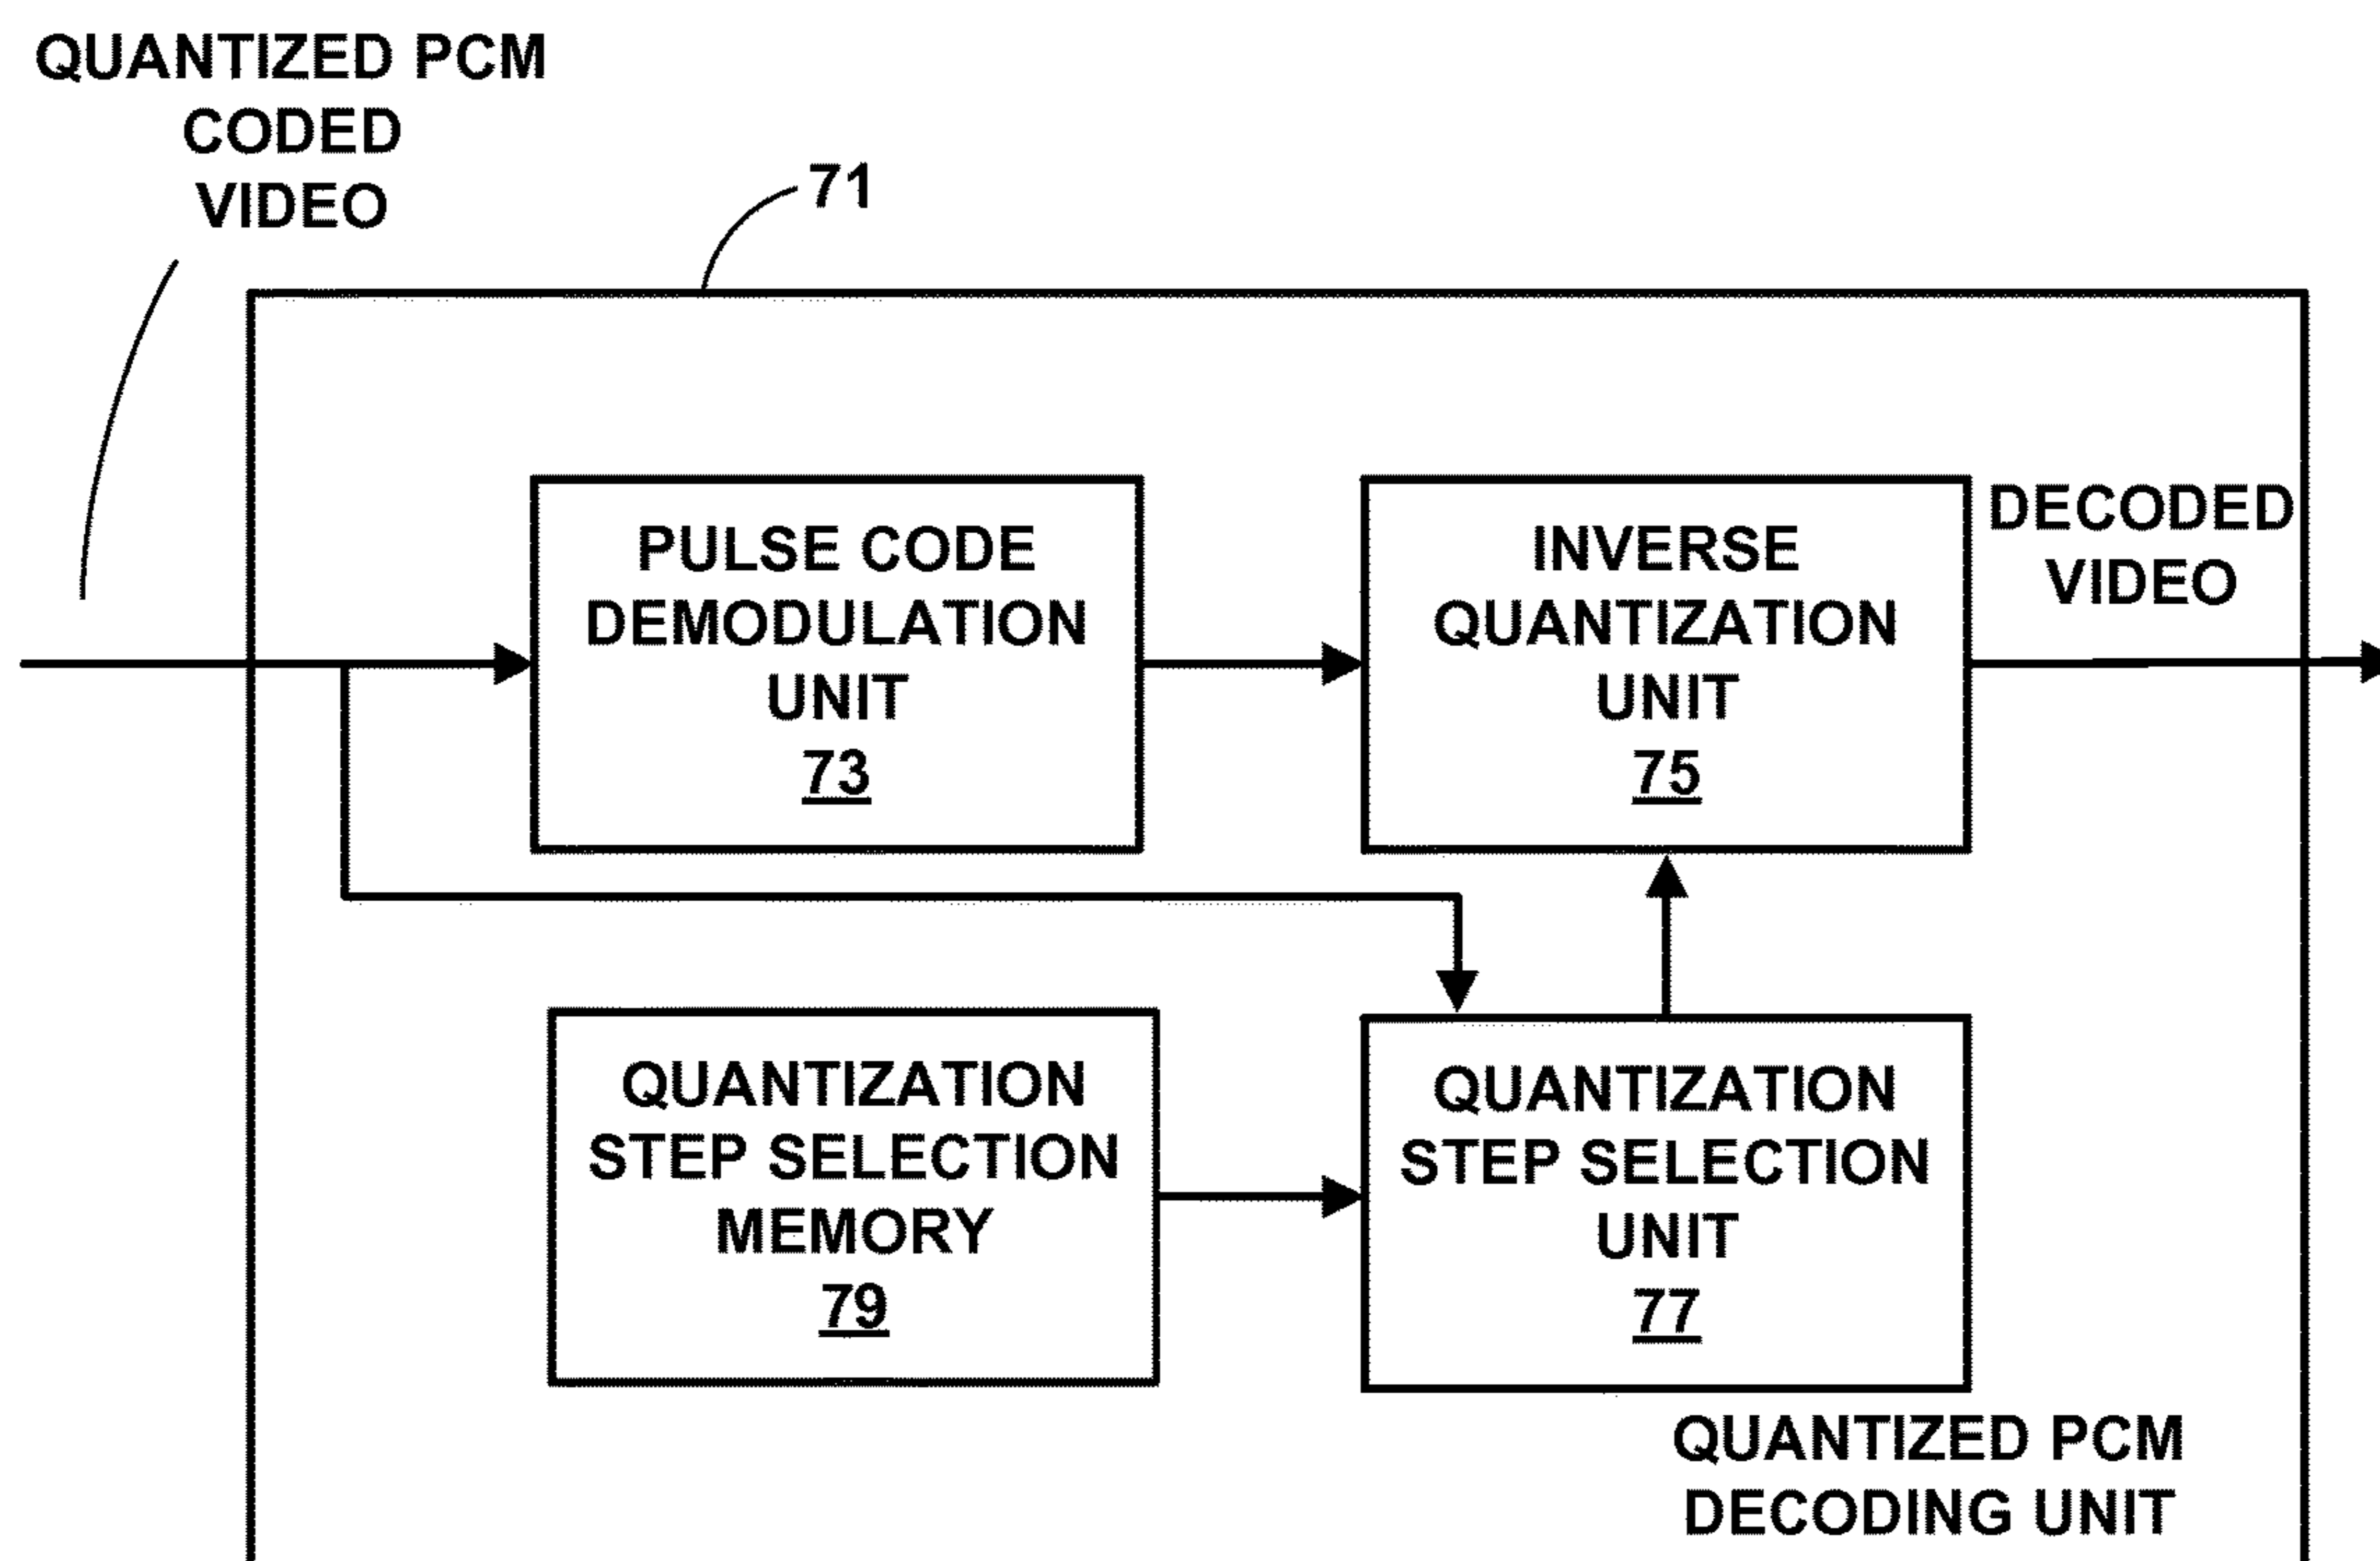 QUANTIZED PCM
CODED
VIDEO
71
PULSE CODE
DEMODULATION
UNIT
73
INVERSE
QUANTIZATION
UNIT
75
DECODED
VIDEO
QUANTIZATION
STEP SELECTION
MEMORY
79
QUANTIZATION
STEP SELECTION
UNIT
77
QUANTIZED PCM
DECODING UNIT